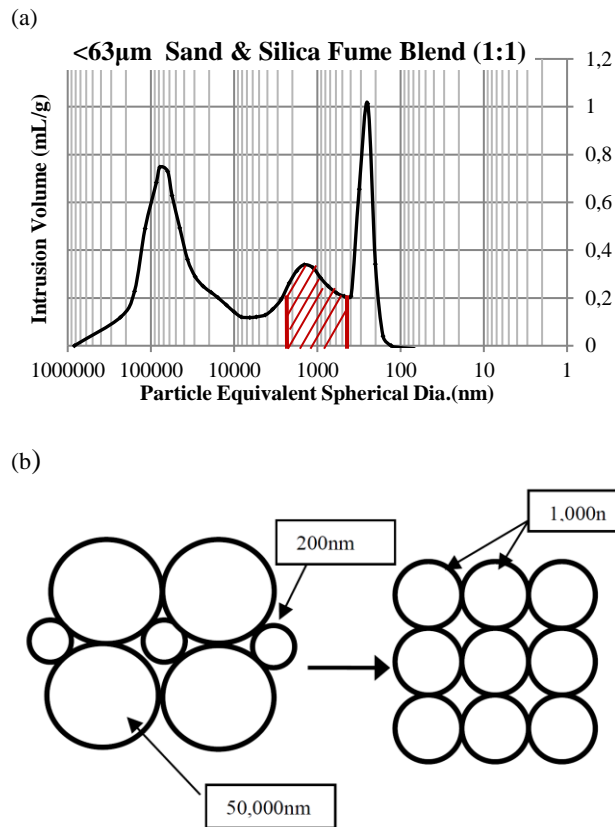 (a)
<63µm Sand & Silica Fume Blend (1:1)
Intrusion Volume (mL/g)
1,2
1
0,8
0,6
0,4
0,2
0
1000000 100000 10000 1000 100 10 1
Particle Equivalent Spherical Dia.(nm)
(b)
1,000n
200nm
50,000nm